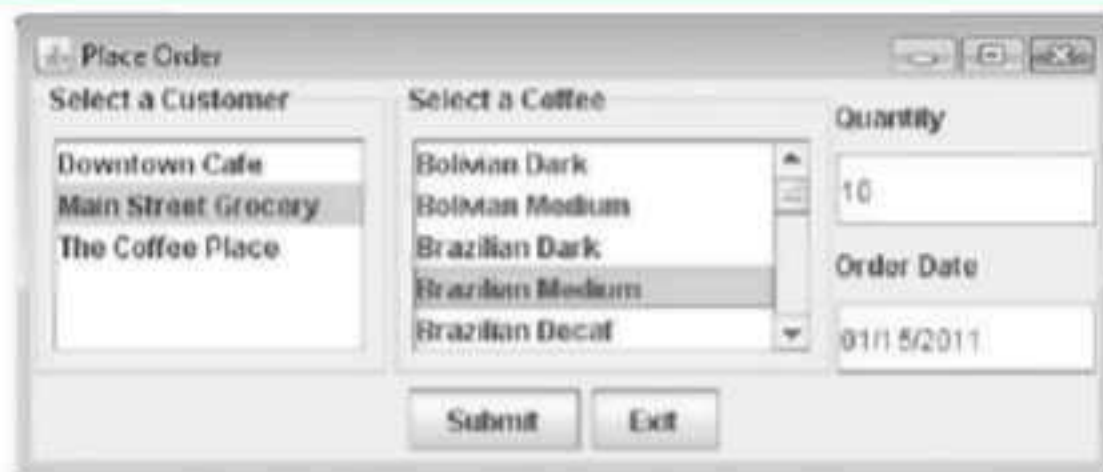 Place Order
Select a Customer
Downtown Cafe
Main Street Grocery
The Coffee Place
Select a Coffee
Bolivian Dark
Bolivian Medium
Brazilian Dark
Brazilian Medium
Brazilian Decaf
Quantity
10
Order Date
01/15/2011
Submit
Exit